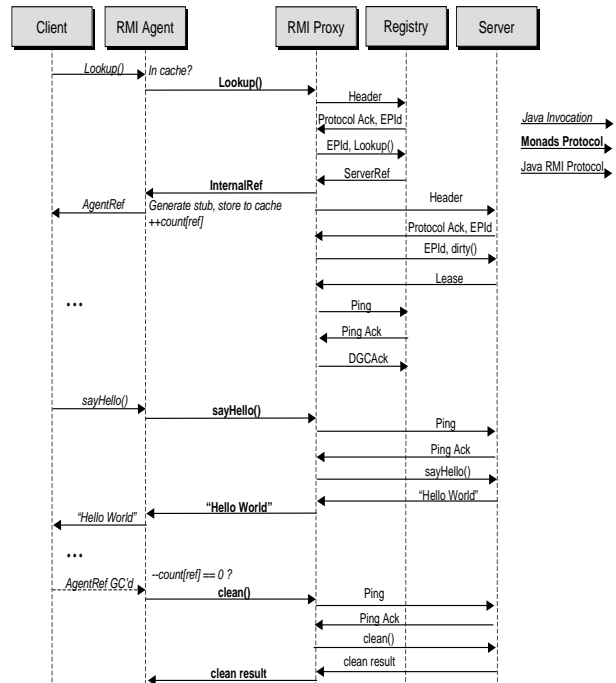 Client RMI Agent RMI Proxy Registry Server
Lookup() In cache?
Lookup()
Header
Protocol Ack, EPId
EPId, Lookup()
ServerRef
Java Invocation
Monads Protocol
Java RMI Protocol
InternalRef
AgentRef Generate stub, store to cache
++count[ref]
Header
Protocol Ack, EPId
EPId, dirty()
Lease
...
Ping
Ping Ack
DGCAck
sayHello()
sayHello()
Ping
Ping Ack
sayHello()
"Hello World"
"Hello World"
"Hello World"
...
AgentRef GC'd --count[ref] == 0 ?
clean()
Ping
Ping Ack
clean()
clean result
clean result